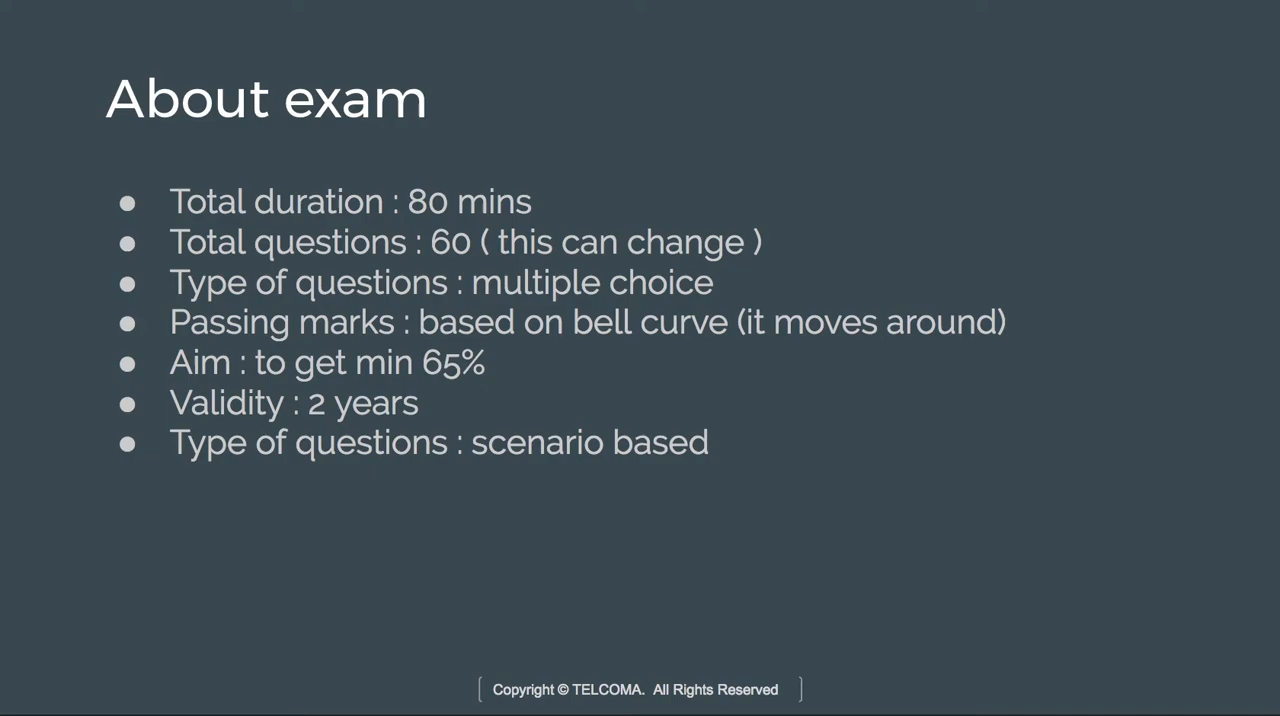 About exam
● Total duration : 80 mins
● Total questions : 60 ( this can change )
● Type of questions : multiple choice
● Passing marks : based on bell curve (it moves around)
● Aim : to get min 65%
● Validity : 2 years
● Type of questions : scenario based
Copyright © TELCOMA. All Rights Reserved